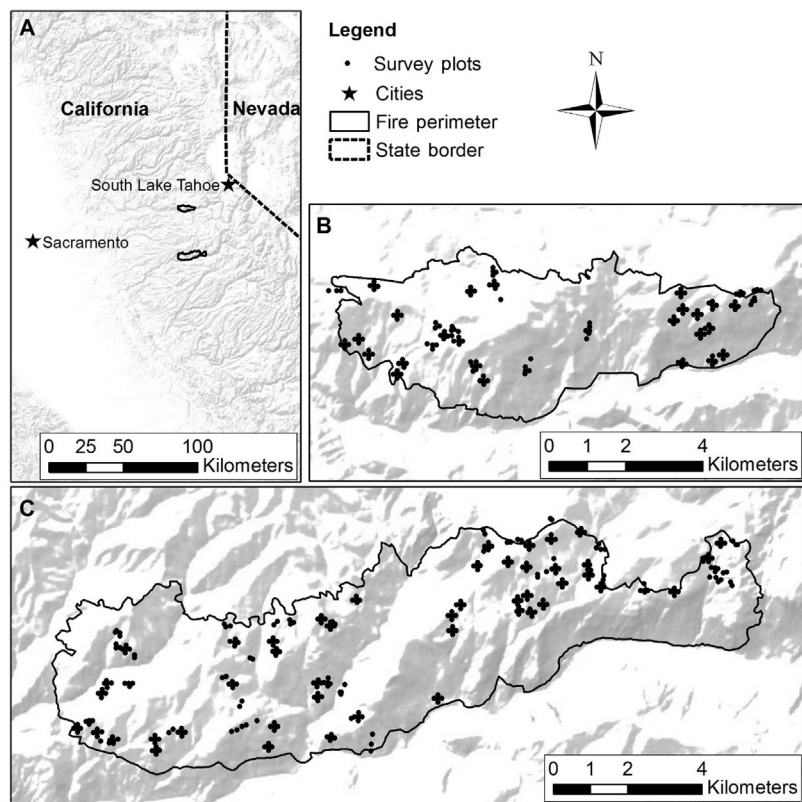 A
California
Nevada
South Lake Tahoe
Sacramento
0 25 50 100
Kilometers
Legend
Survey plots
Cities
Fire perimeter
State border
N
B
0 1 2 4
Kilometers
C
0 1 2 4
Kilometers